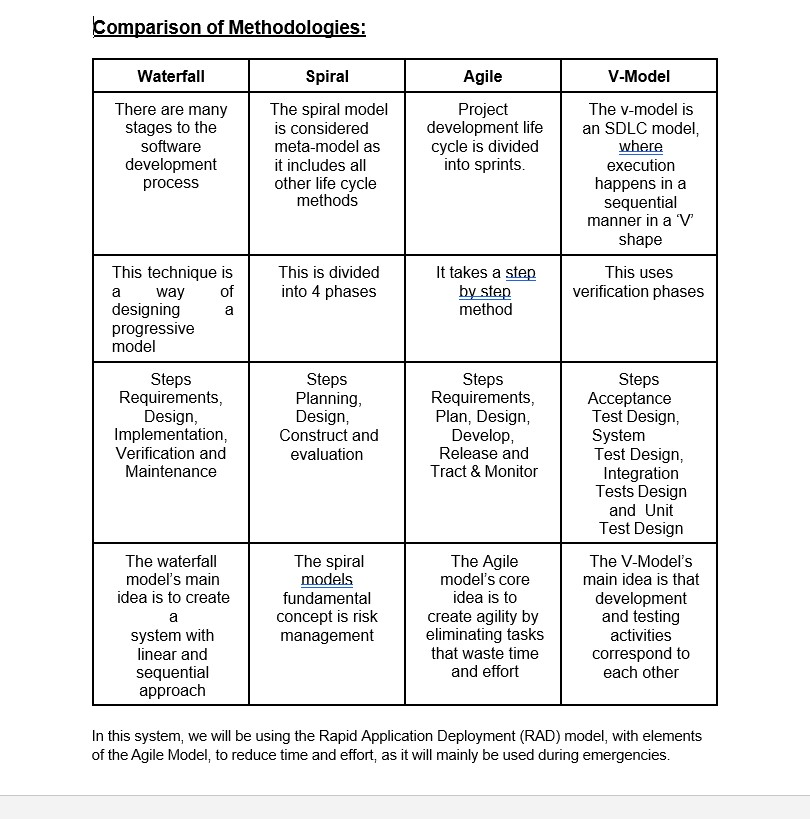 Comparison of Methodologies:
Waterfall
Spiral
Agile
V-Model
There are many
stages to the
software
development
process
The spiral model
is considered
meta-model as
it includes all
other life cycle
methods
Project
development life
cycle is divided
into sprints.
The v-model is
an SDLC model,
where
execution
happens in a
sequential
manner in a ‘V’
shape
This technique is
a way of
designing a
progressive
model
This is divided
into 4 phases
It takes a step
by step
method
This uses
verification phases
Steps
Requirements,
Design,
Implementation,
Verification and
Maintenance
Steps
Planning,
Design,
Construct and
evaluation
Steps
Requirements,
Plan, Design,
Develop,
Release and
Tract & Monitor
Steps
Acceptance
Test Design,
System
Test Design,
Integration
Tests Design
and Unit
Test Design
The waterfall
model’s main
idea is to create
a
system with
linear and
sequential
approach
The spiral
models
fundamental
concept is risk
management
The Agile
model’s core
idea is to
create agility by
eliminating tasks
that waste time
and effort
The V-Model’s
main idea is that
development
and testing
activities
correspond to
each other
In this system, we will be using the Rapid Application Deployment (RAD) model, with elements
of the Agile Model, to reduce time and effort, as it will mainly be used during emergencies.